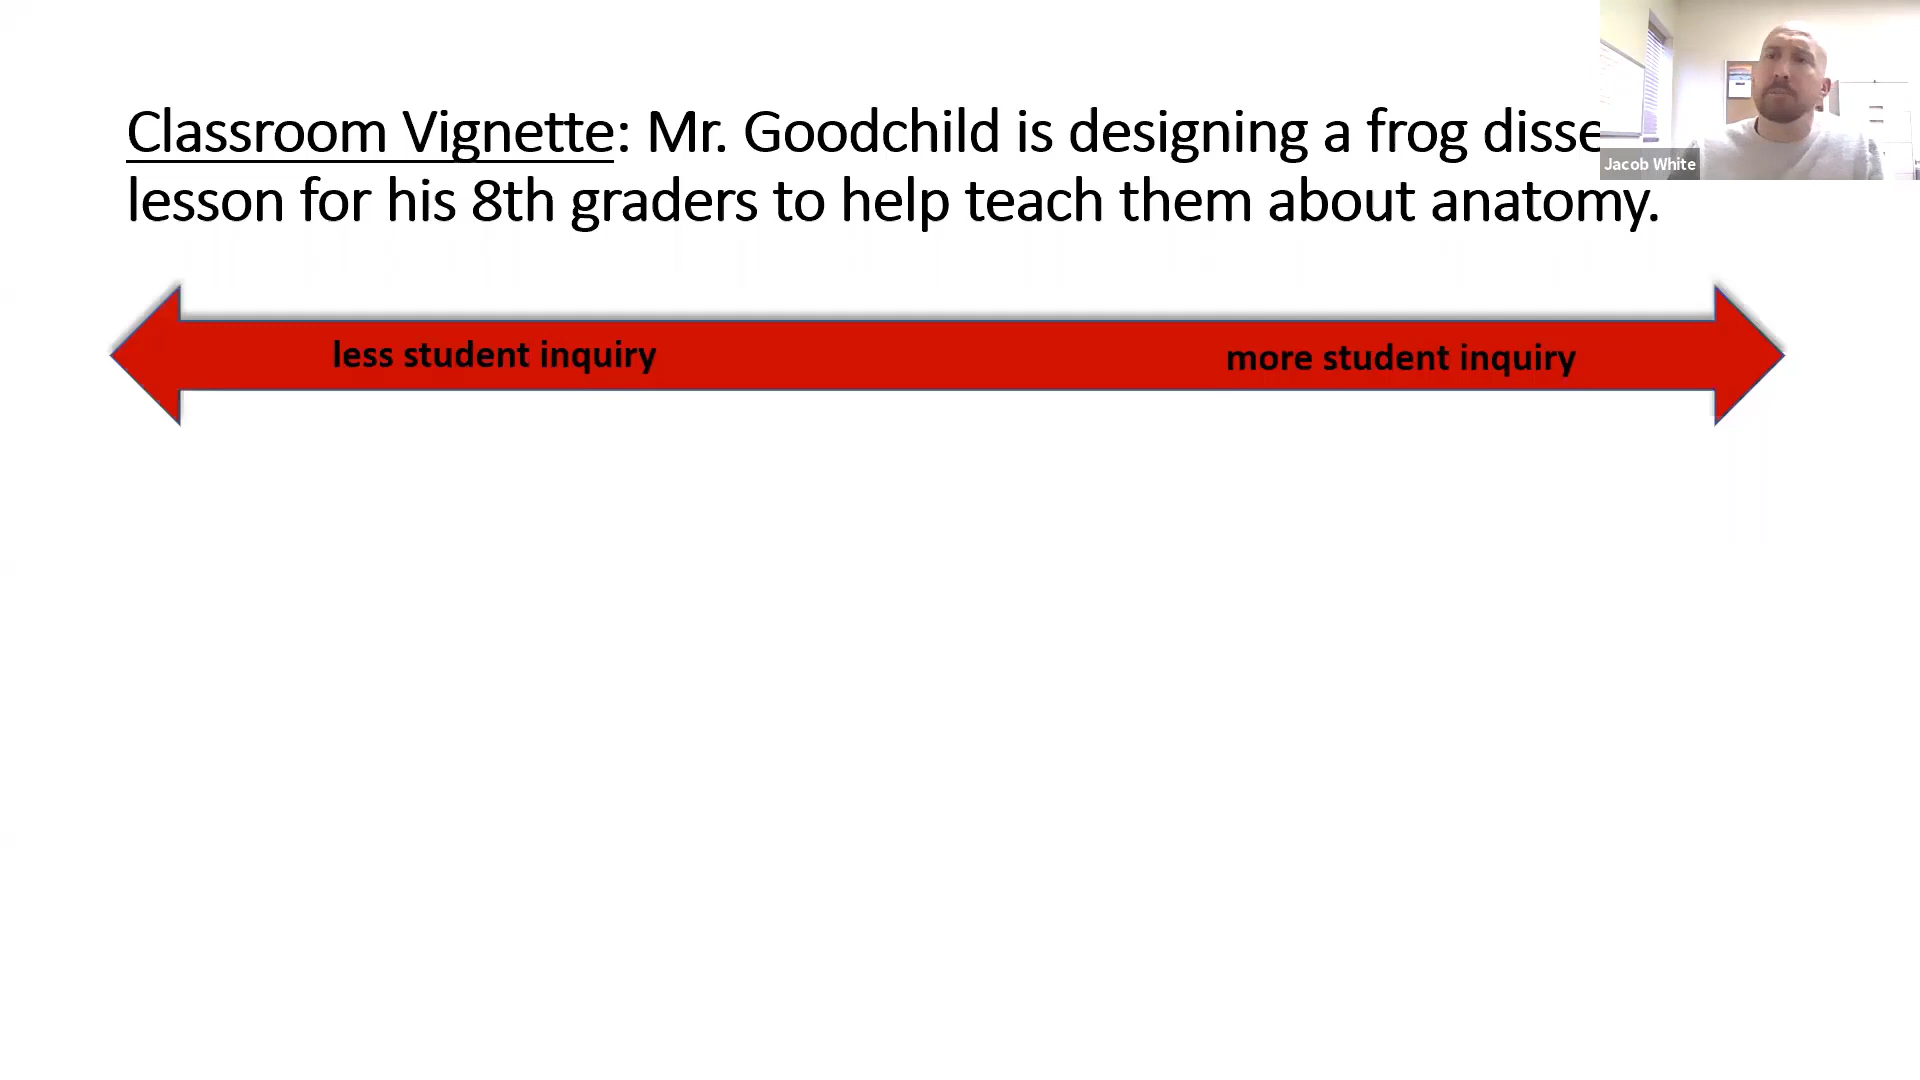 Classroom Vignette: Mr. Goodchild is designing a frog disse
lesson for his 8th graders to help teach them about anatomy.
less student inquiry
more student inquiry
Jacob White